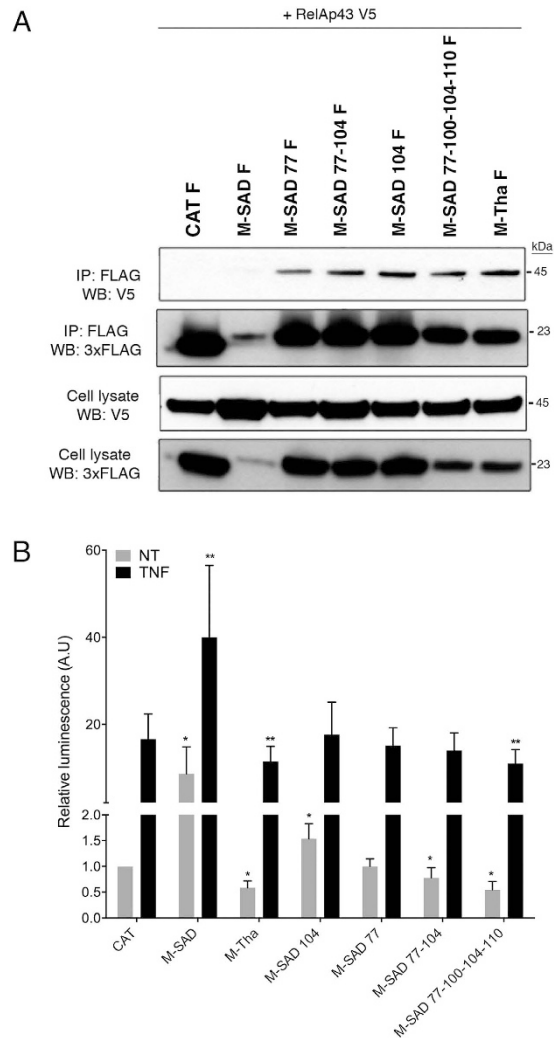 A
+ RelAp43 V5
CAT F
M-SAD F
M-SAD 77 F
M-SAD 77-104 F
M-SAD 104 F
M-SAD 77-100-104-110 F
M-Tha F
kDa
IP: FLAG
WB: V5
45
IP: FLAG
WB: 3xFLAG
23
Cell lysate
WB: V5
45
Cell lysate
WB: 3xFLAG
23
B
NT
TNF
Relative luminescence (A.U)
60
40
20
2.0
1.5
1.0
0.5
0.0
*
**
*
**
*
*
*
**
CAT
M-SAD
M-Tha
M-SAD 104
M-SAD 77
M-SAD 77-104
M-SAD 77-100-104-110